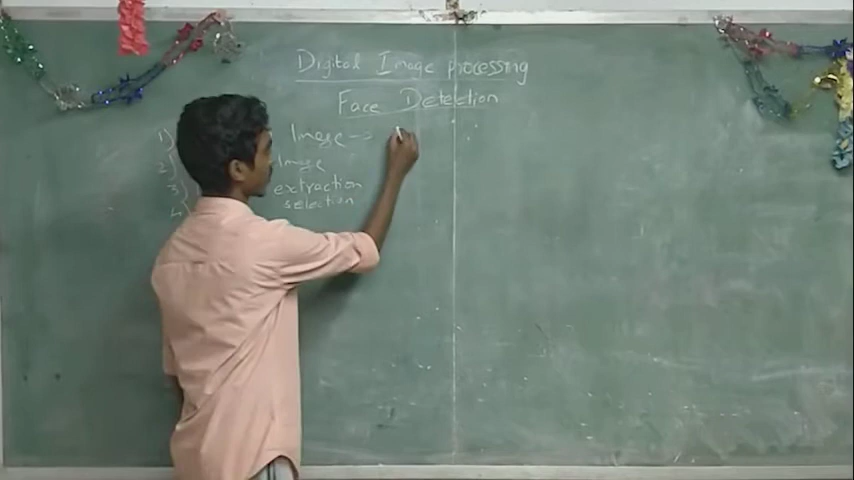 Digital Image processing
Face Detection
1) Image →
2) Image
3) extraction
4) selection